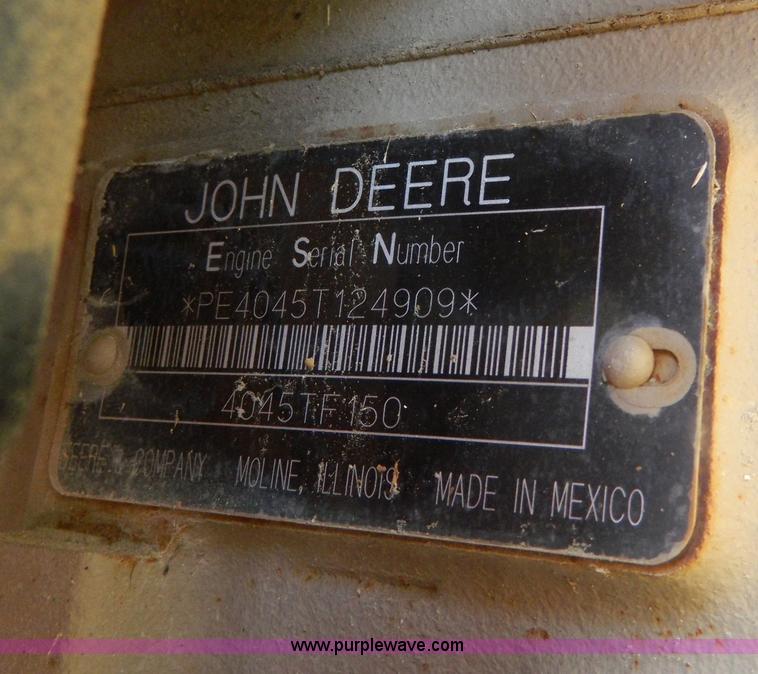 JOHN DEERE
Engine Serial Number
*PE4045T124909*
4045TF150
DEERE & COMPANY MOLINE, ILLINOIS MADE IN MEXICO
www.purplewave.com